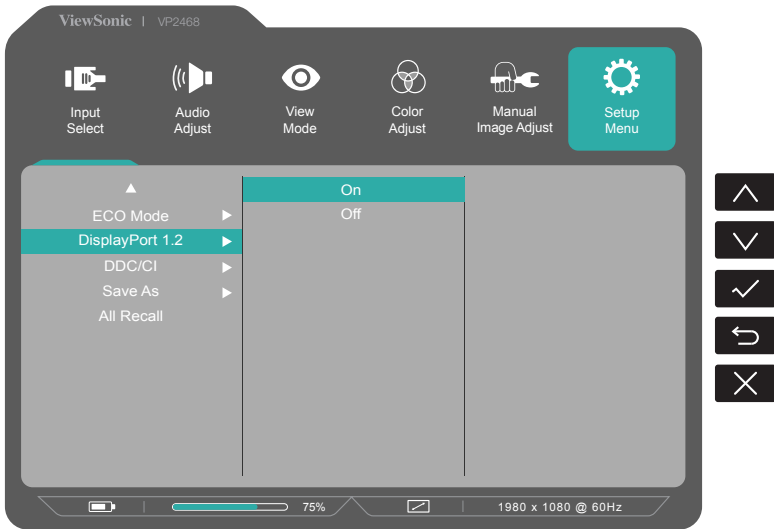 ViewSonic | VP2468
Input Select
Audio Adjust
View Mode
Color Adjust
Manual Image Adjust
Setup Menu
ECO Mode
DisplayPort 1.2
DDC/CI
Save As
All Recall
On
Off
75%
1980 x 1080 @ 60Hz